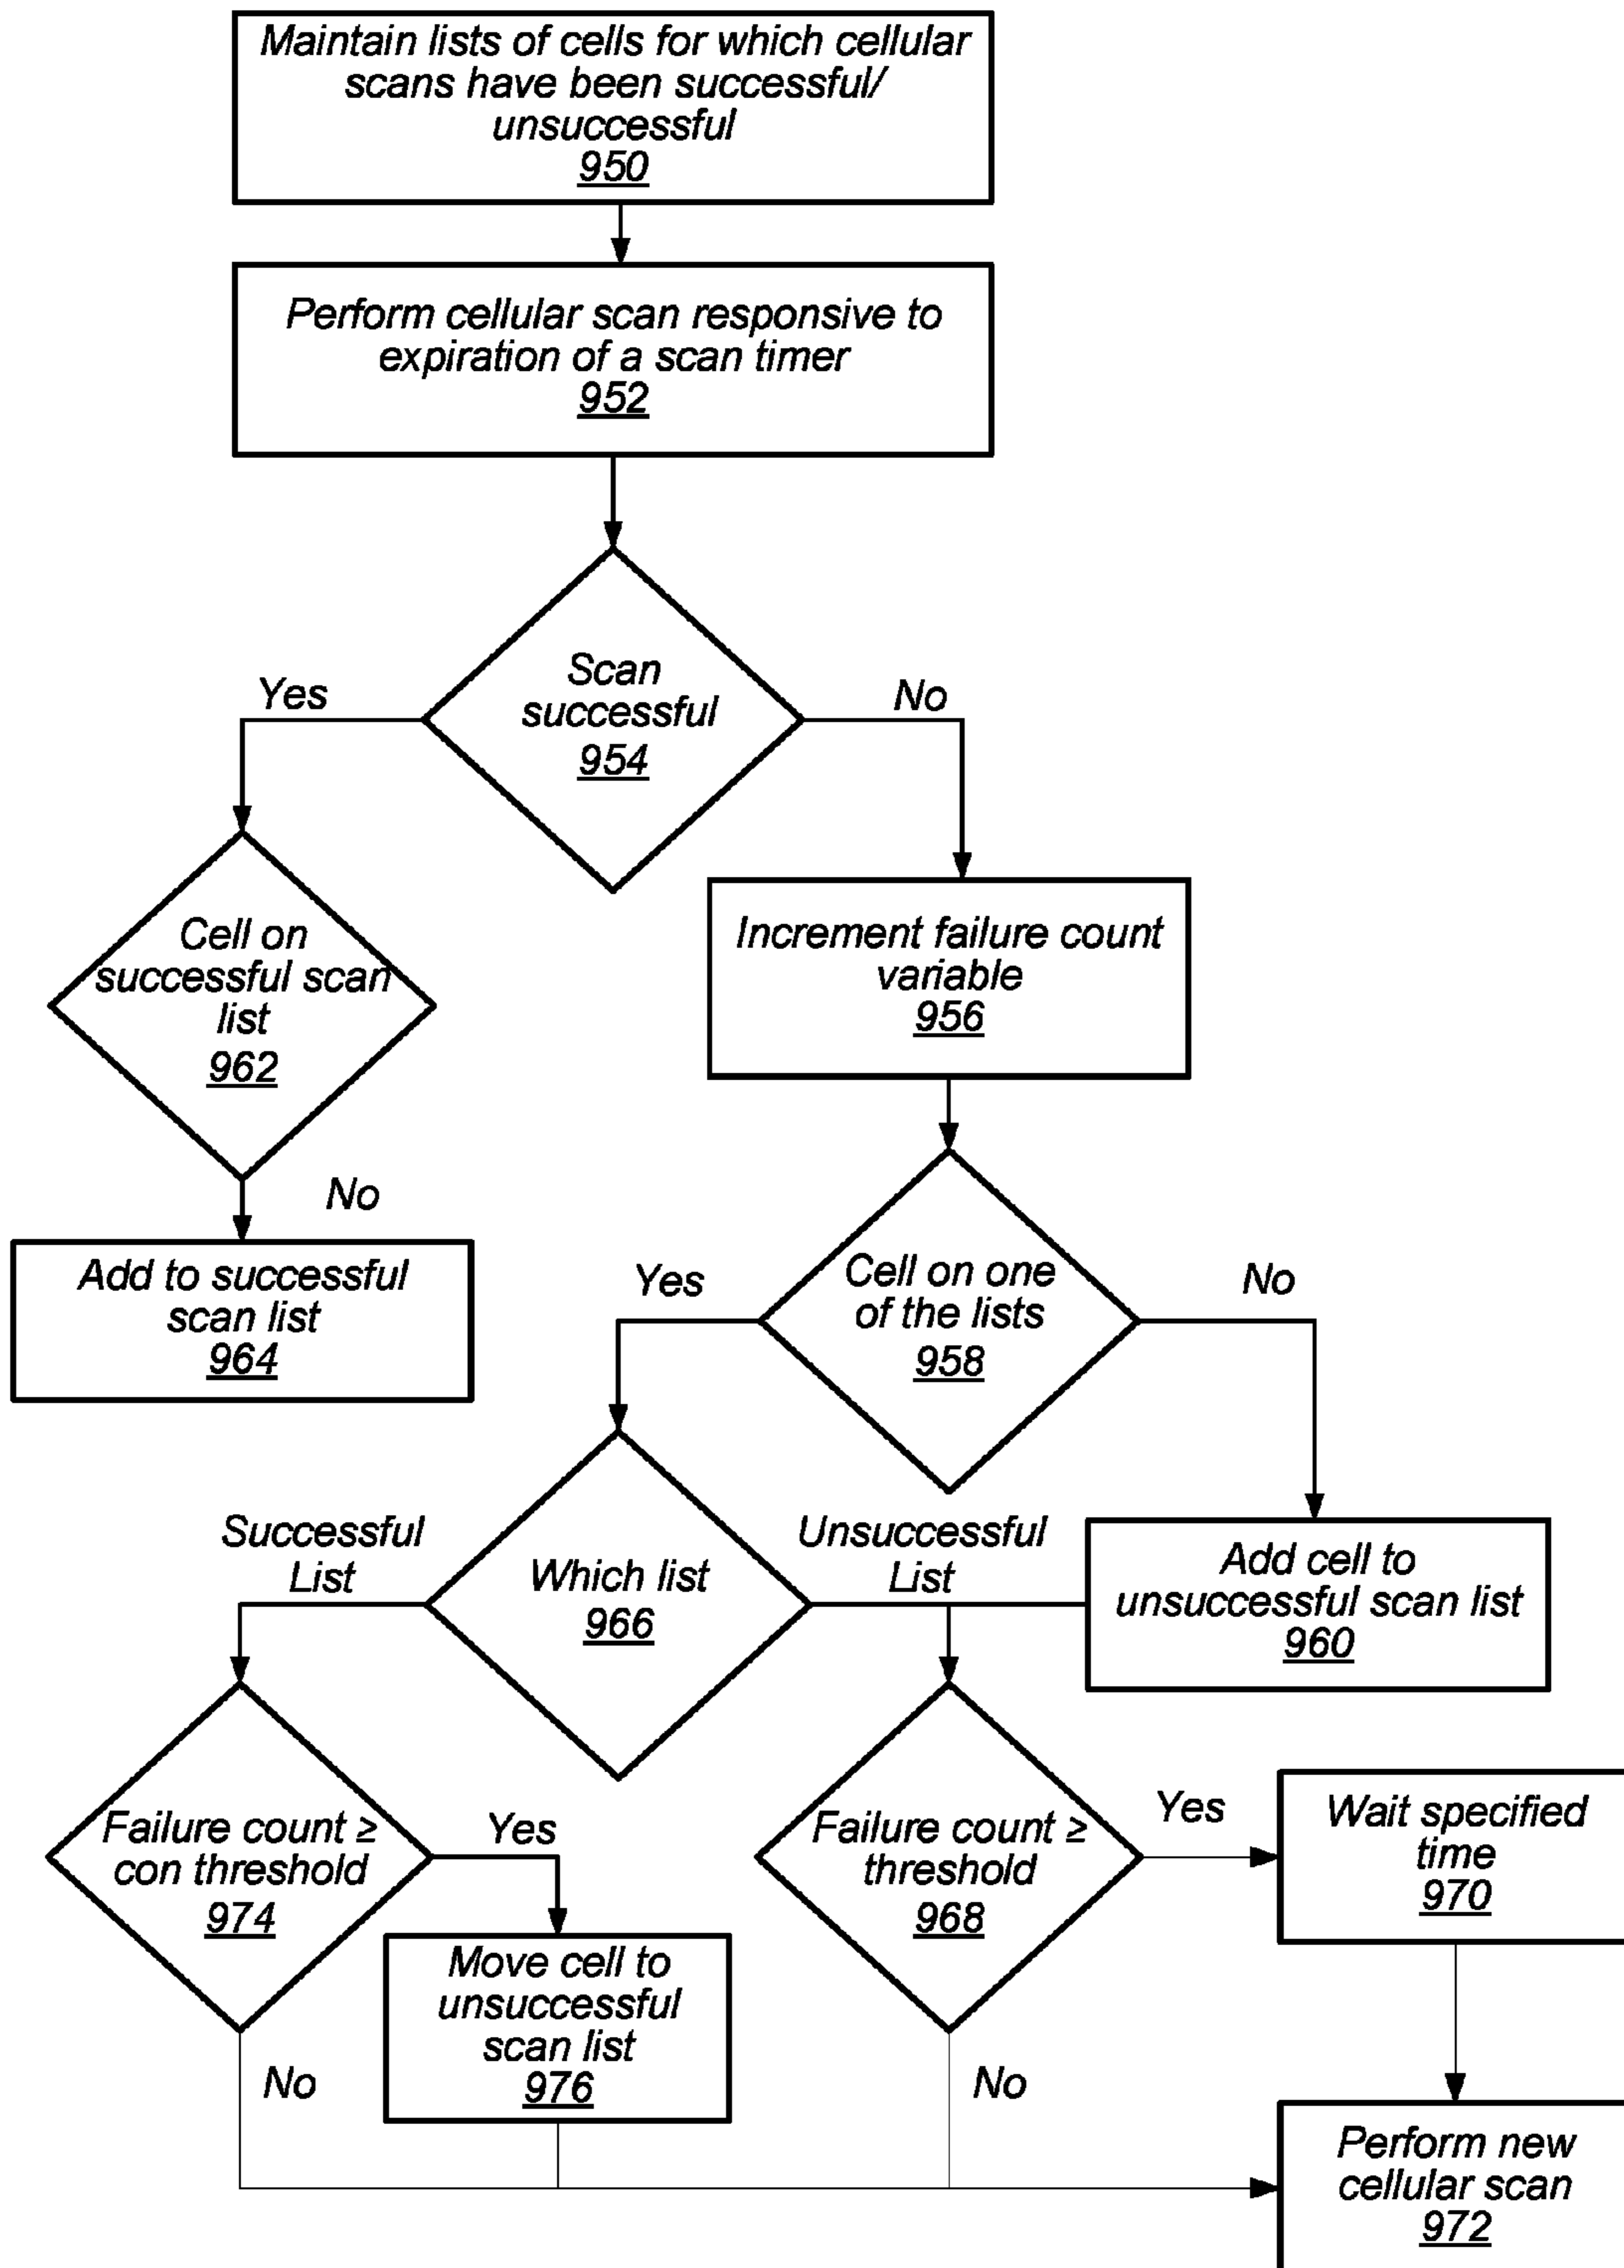 Maintain lists of cells for which cellular
scans have been successful/
unsuccessful
950
Perform cellular scan responsive to
expiration of a scan timer
952
Scan
successful
954
Yes
No
Cell on
successful scan
list
962
Increment failure count
variable
956
No
Add to successful
scan list
964
Cell on one
of the lists
958
Yes
No
Which list
966
Successful
List
Unsuccessful
List
Add cell to
unsuccessful scan list
960
Failure count ≥
con threshold
974
Yes
No
Move cell to
unsuccessful
scan list
976
Failure count ≥
threshold
968
Yes
No
Wait specified
time
970
Perform new
cellular scan
972